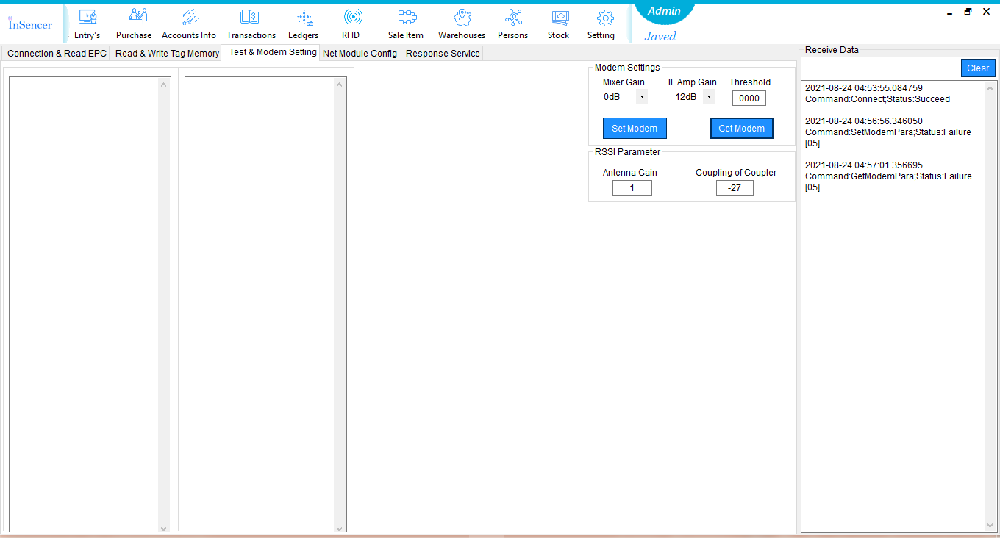 InSencer
Entry's
Purchase
Accounts Info
Transactions
Ledgers
RFID
Sale Item
Warehouses
Persons
Stock
Setting
Admin
Javed
Connection & Read EPC
Read & Write Tag Memory
Test & Modem Setting
Net Module Config
Response Service
Modem Settings
Mixer Gain
IF Amp Gain
Threshold
0dB
12dB
0000
Set Modem
Get Modem
RSSI Parameter
Antenna Gain
Coupling of Coupler
1
-27
Receive Data
Clear
2021-08-24 04:53:55.084759
Command:Connect;Status:Succeed
2021-08-24 04:56:56.346050
Command:SetModemPara;Status:Failure
[05]
2021-08-24 04:57:01.356695
Command:GetModemPara;Status:Failure
[05]